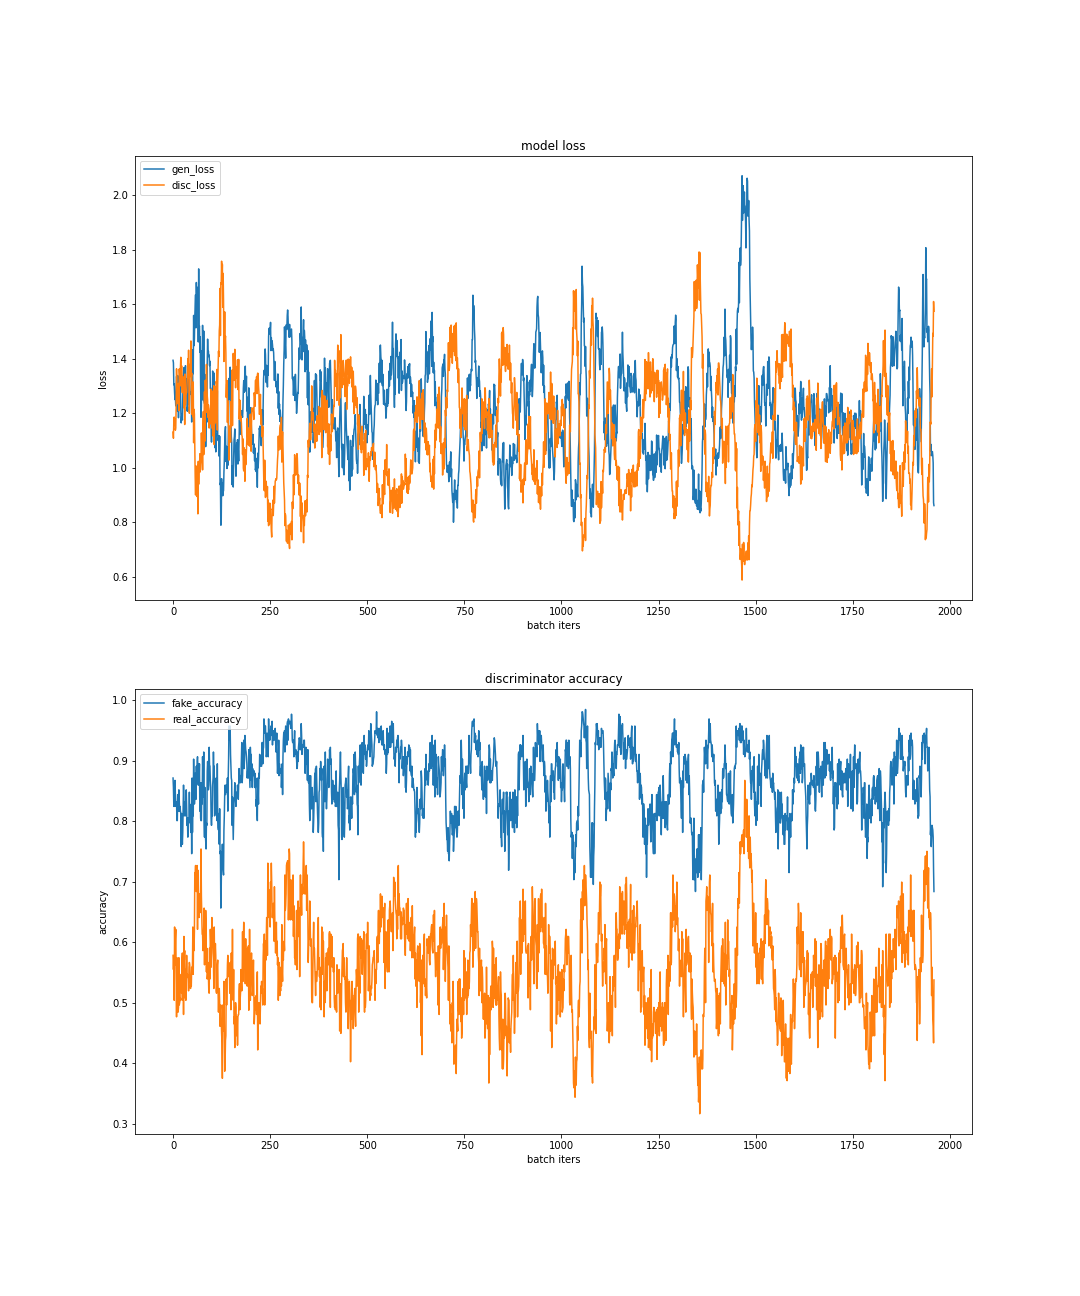 model loss
gen_loss
disc_loss
2.0
1.8
1.6
1.4
1.2
1.0
0.8
0.6
loss
0 250 500 750 1000 1250 1500 1750 2000
batch iters
discriminator accuracy
fake_accuracy
real_accuracy
1.0
0.9
0.8
0.7
0.6
0.5
0.4
0.3
accuracy
0 250 500 750 1000 1250 1500 1750 2000
batch iters